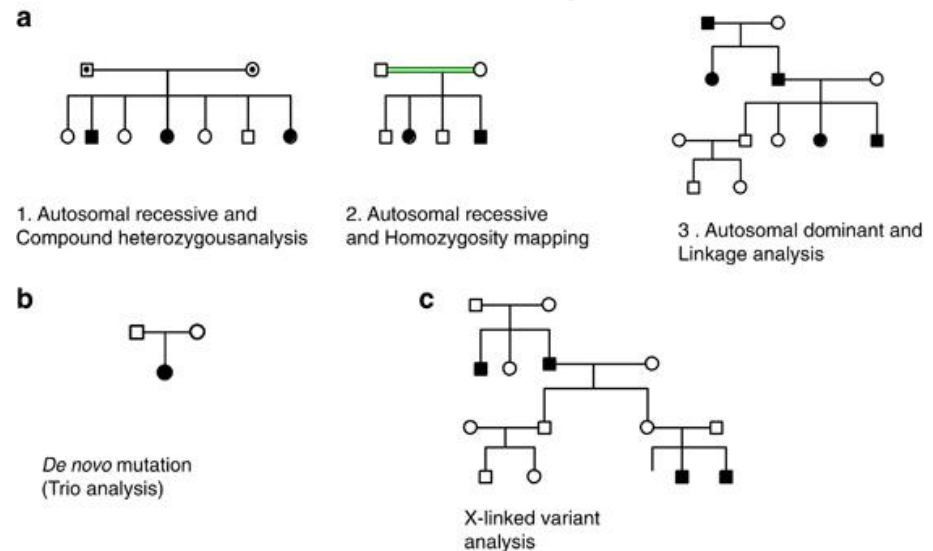 a
1. Autosomal recessive and
Compound heterozygousanalysis
2. Autosomal recessive
and Homozygosity mapping
3 . Autosomal dominant and
Linkage analysis
b
De novo mutation
(Trio analysis)
c
X-linked variant
analysis